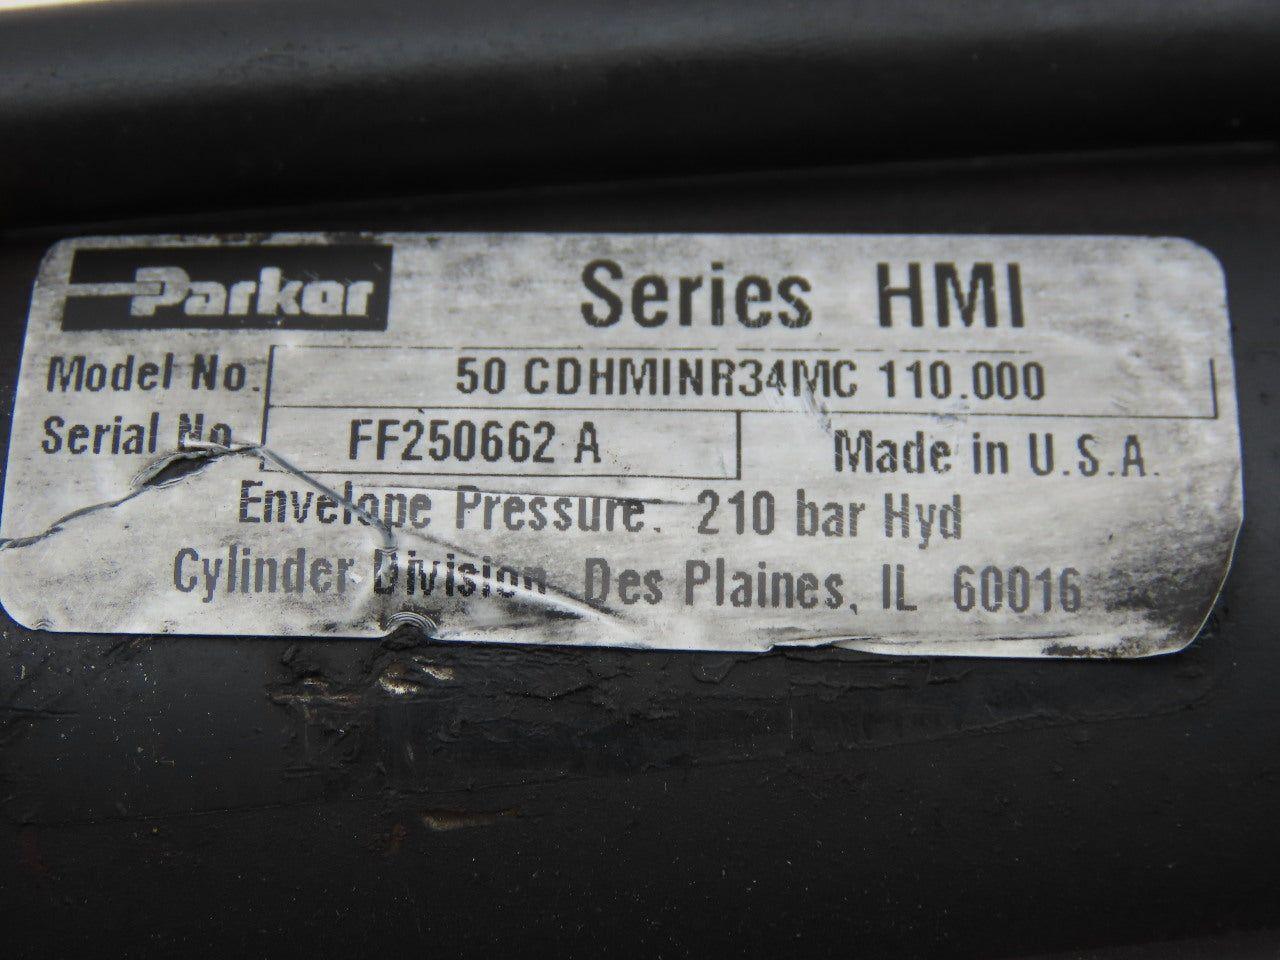 Parker Series HMI
Model No. 50 CDHMINR34MC 110.000
Serial No. FF250662 A Made in U.S.A.
Envelope Pressure. 210 bar Hyd
Cylinder Division Des Plaines, IL 60016